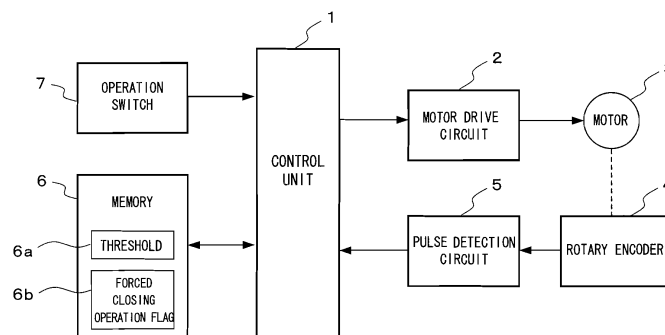 1
7
OPERATION
SWITCH
2
MOTOR DRIVE
CIRCUIT
MOTOR
CONTROL
UNIT
6
MEMORY
6a
THRESHOLD
6b
FORCED
CLOSING
OPERATION FLAG
5
PULSE DETECTION
CIRCUIT
4
ROTARY ENCODER